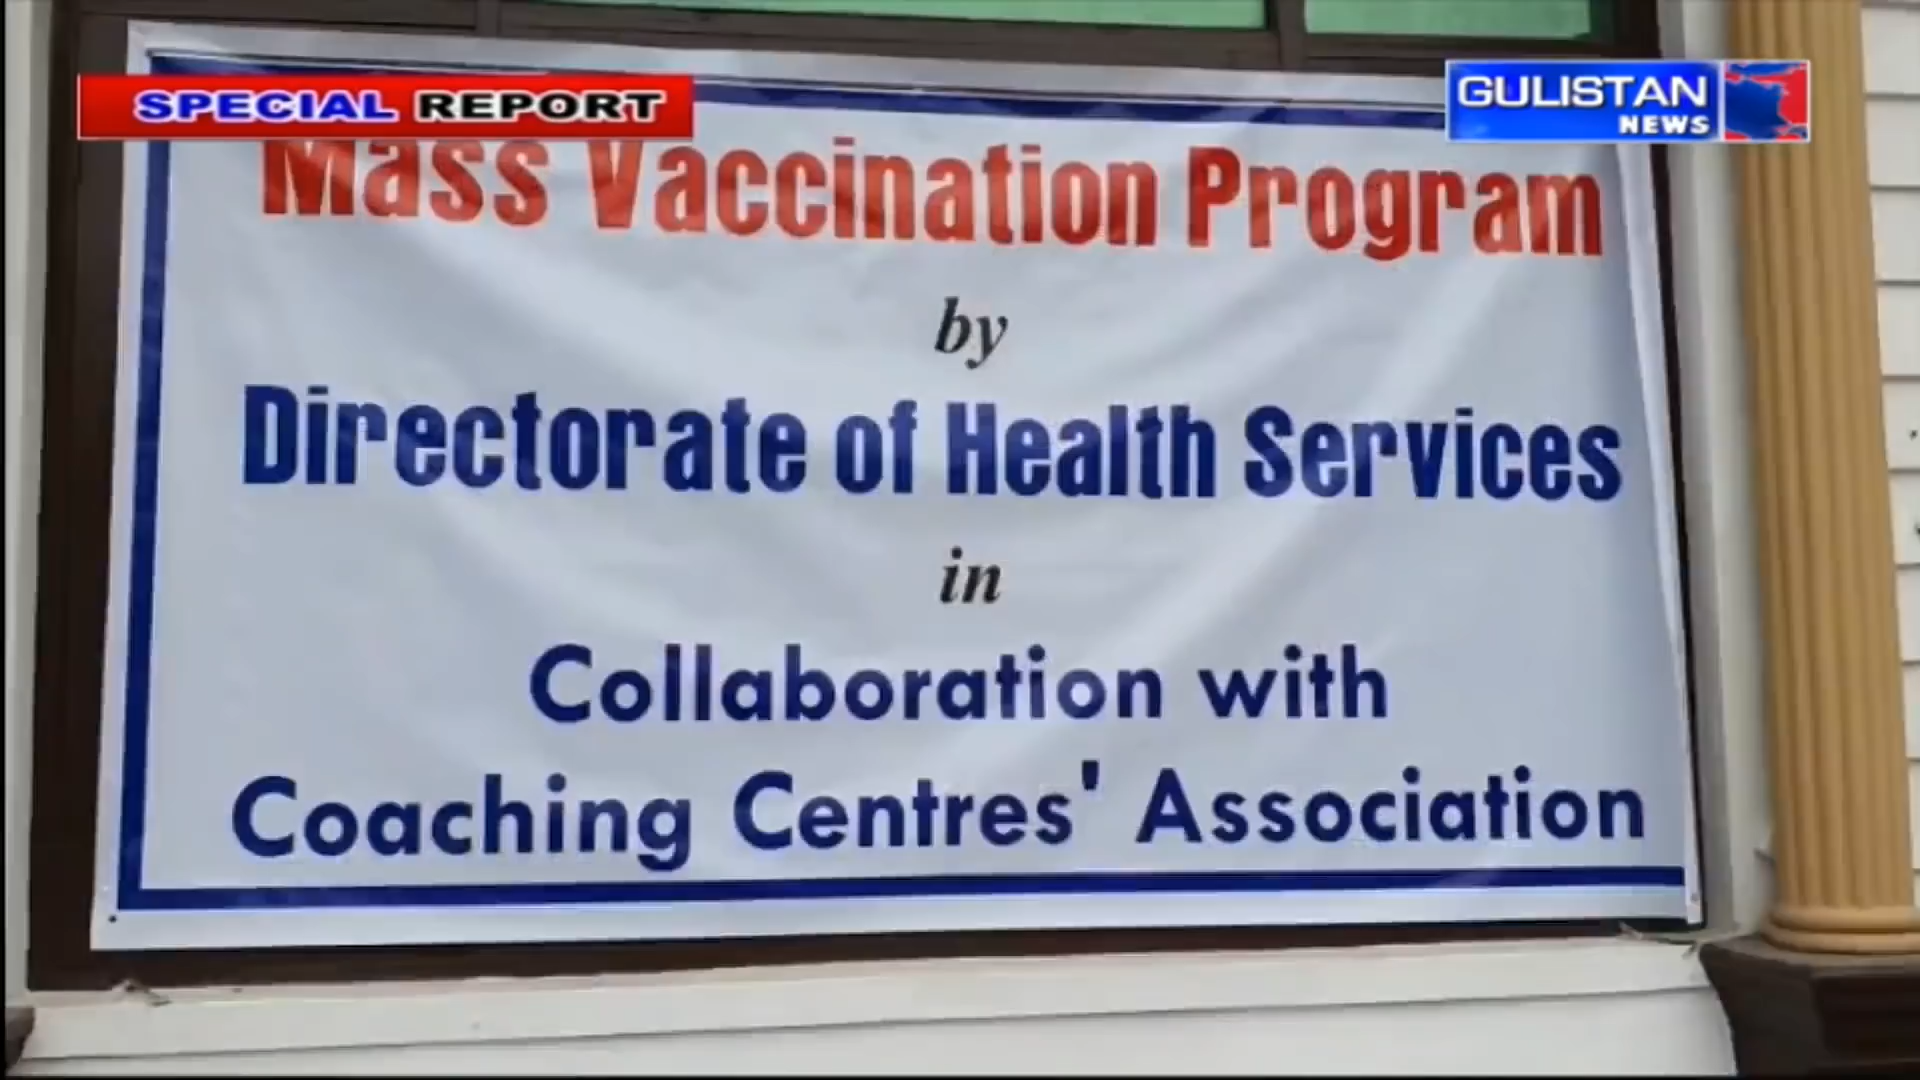 SPECIAL REPORT
GULISTAN
NEWS
Mass Vaccination Program
by
Directorate of Health Services
in
Collaboration with
Coaching Centres' Association